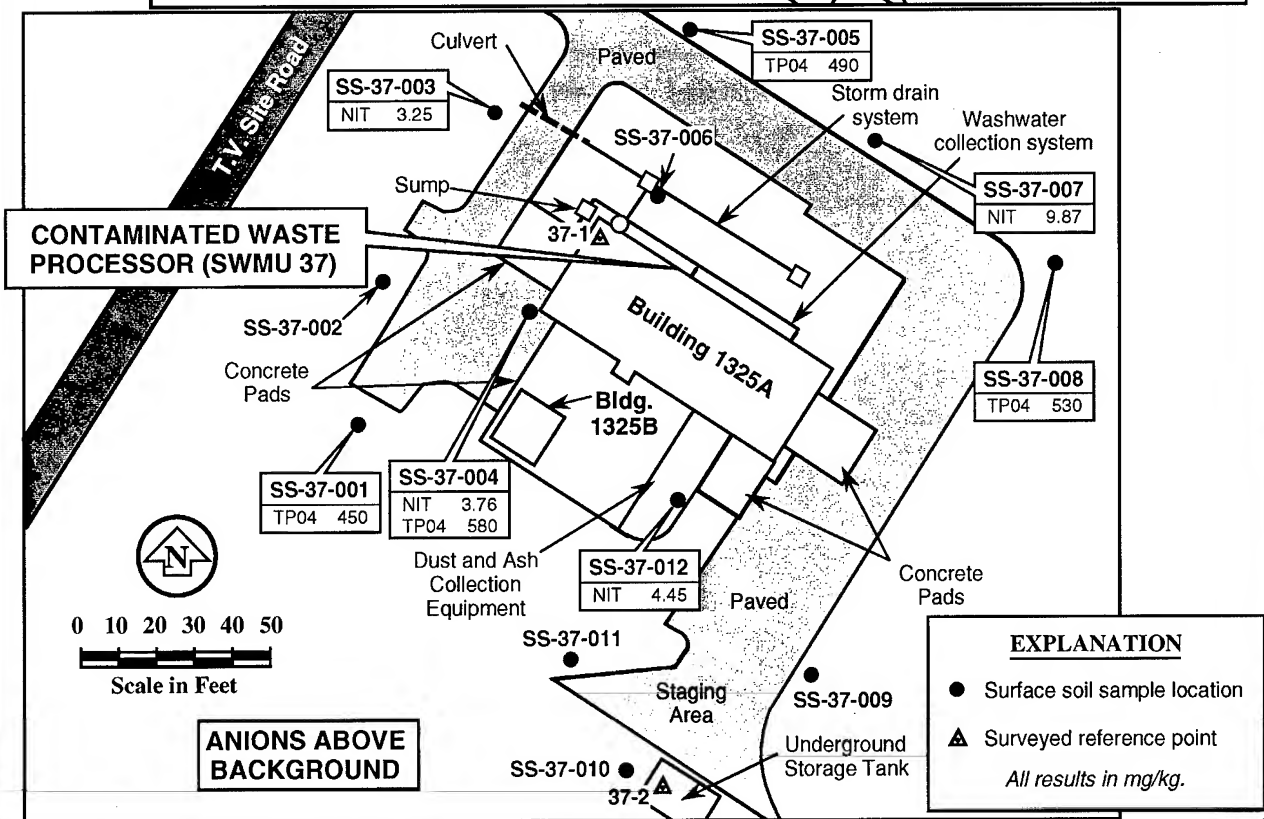 SS-37-005
TP04 490
Culvert
Paved
T.V. Site Road
SS-37-003
NIT 3.25
Storm drain
system
SS-37-006
Washwater
collection system
Sump
SS-37-007
NIT 9.87
37-1
CONTAMINATED WASTE
PROCESSOR (SWMU 37)
SS-37-002
Building 1325A
Concrete
Pads
SS-37-008
TP04 530
Bldg.
1325B
SS-37-001
TP04 450
SS-37-004
NIT 3.76
TP04 580
Dust and Ash
Collection
Equipment
SS-37-012
NIT 4.45
Paved
Concrete
Pads
N
0 10 20 30 40 50
Scale in Feet
SS-37-011
SS-37-009
Staging
Area
ANIONS ABOVE
BACKGROUND
SS-37-010
37-2
Underground
Storage Tank
EXPLANATION
Surface soil sample location
Surveyed reference point
All results in mg/kg.